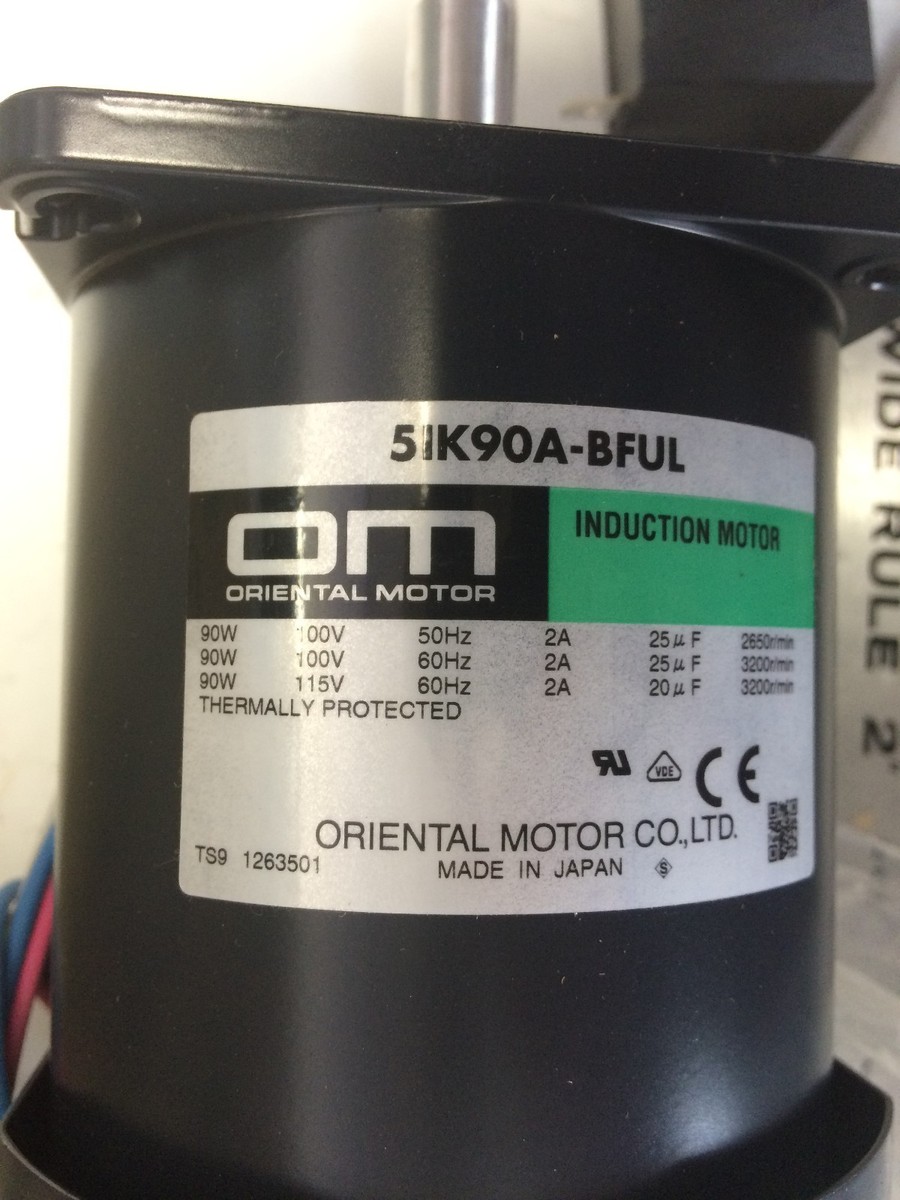 5IK90A-BFUL
om
ORIENTAL MOTOR
INDUCTION MOTOR
90W 100V 50Hz 2A 25μF 2650r/min
90W 100V 60Hz 2A 25μF 3200r/min
90W 115V 60Hz 2A 20μF 3200r/min
THERMALLY PROTECTED
RU VDE CE
ORIENTAL MOTOR CO.,LTD.
TS9 1263501 MADE IN JAPAN S
WIDE RULE 2"